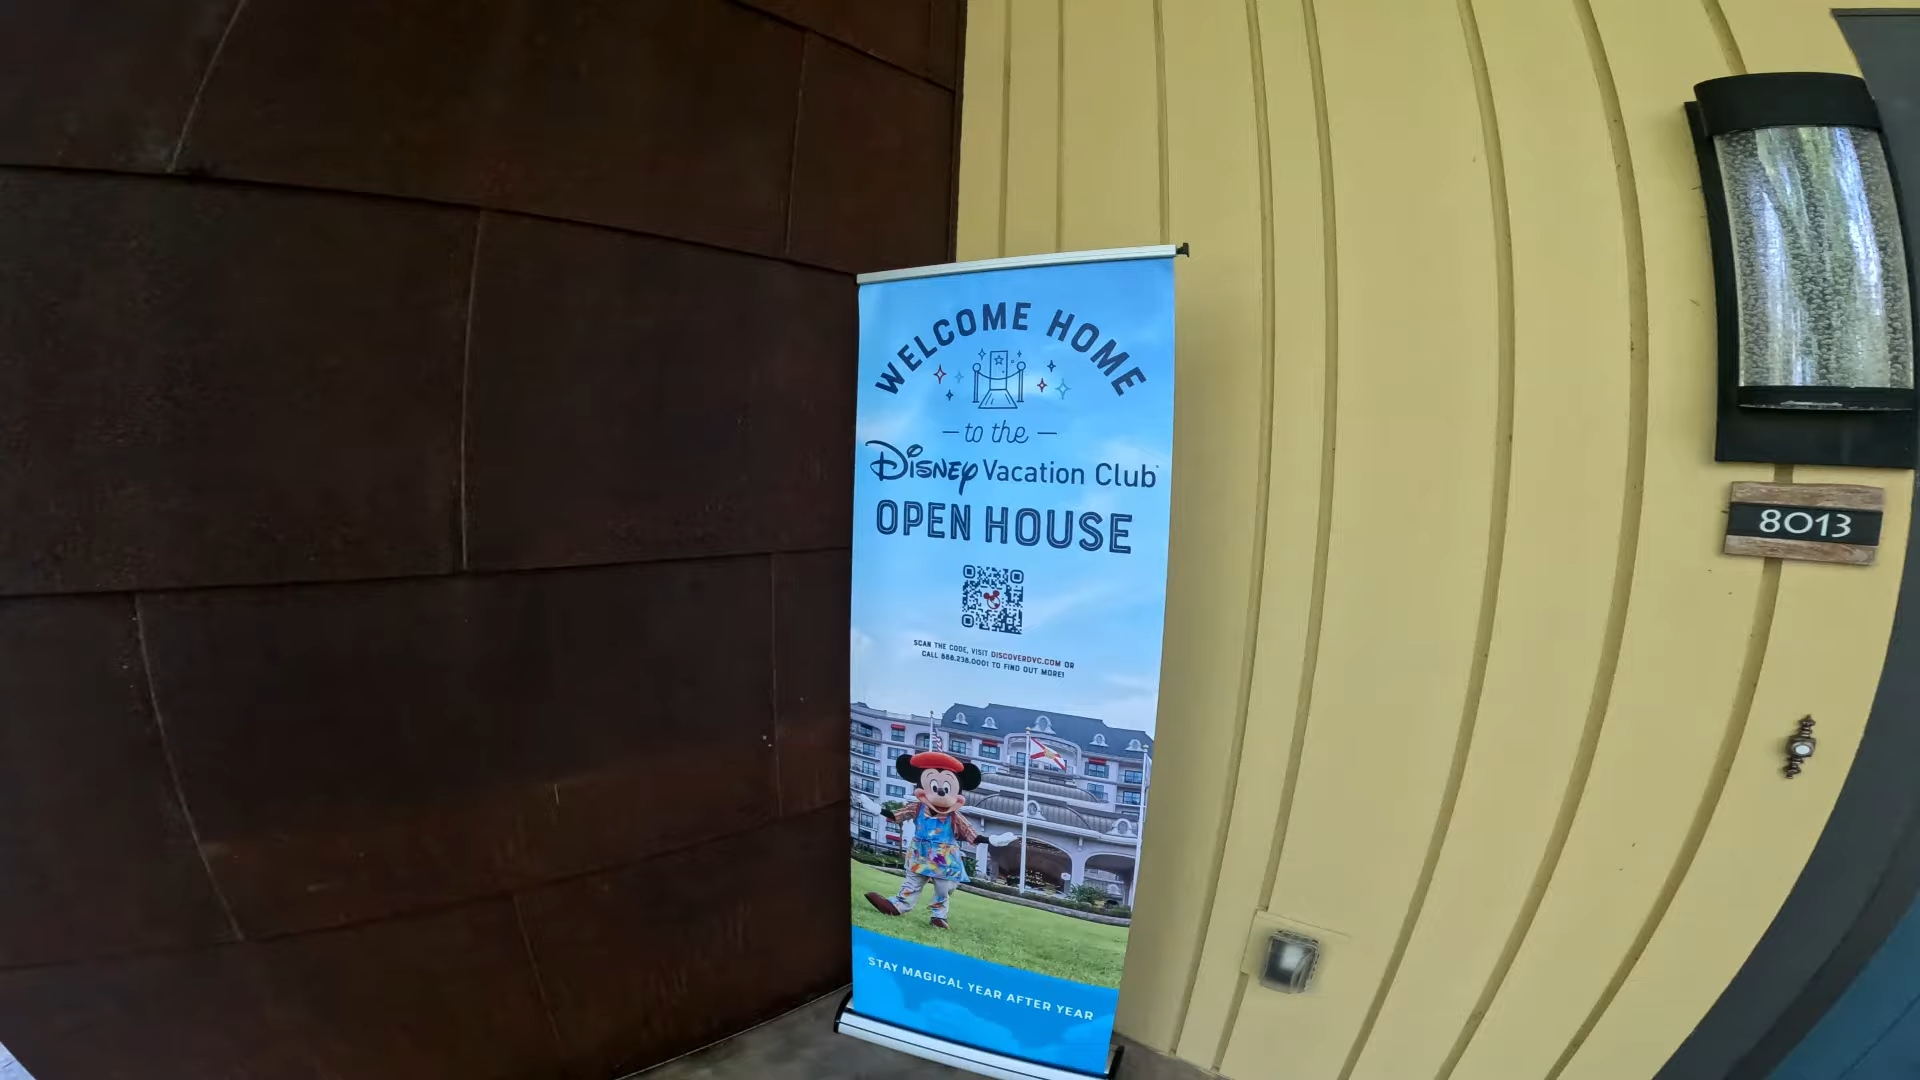 WELCOME HOME
to the
Disney Vacation Club
OPEN HOUSE
SCAN THE CODE, VISIT DISCOVERDVC.COM OR
CALL 888.238.0001 TO FIND OUT MORE!
STAY MAGICAL YEAR AFTER YEAR
8013